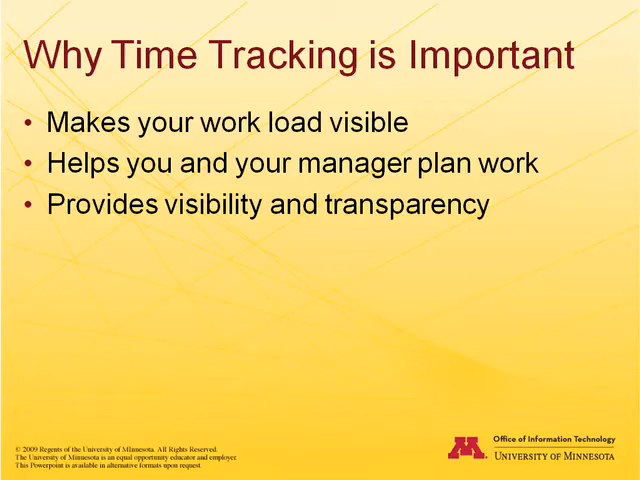 Why Time Tracking is Important
• Makes your work load visible
• Helps you and your manager plan work
• Provides visibility and transparency
© 2009 Regents of the University of Minnesota. All Rights Reserved.
The University of Minnesota is an equal opportunity educator and employer.
This Powerpoint is available in alternative formats upon request.
Office of Information Technology
UNIVERSITY OF MINNESOTA